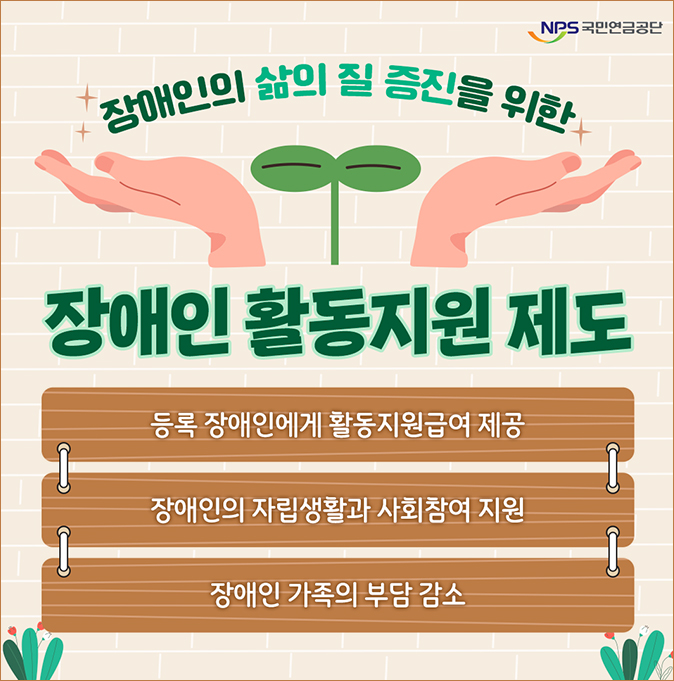 NPS 국민연금공단
장애인의 삶의 질 증진을 위한
장애인 활동지원 제도
등록 장애인에게 활동지원급여 제공
장애인의 자립생활과 사회참여 지원
장애인 가족의 부담 감소